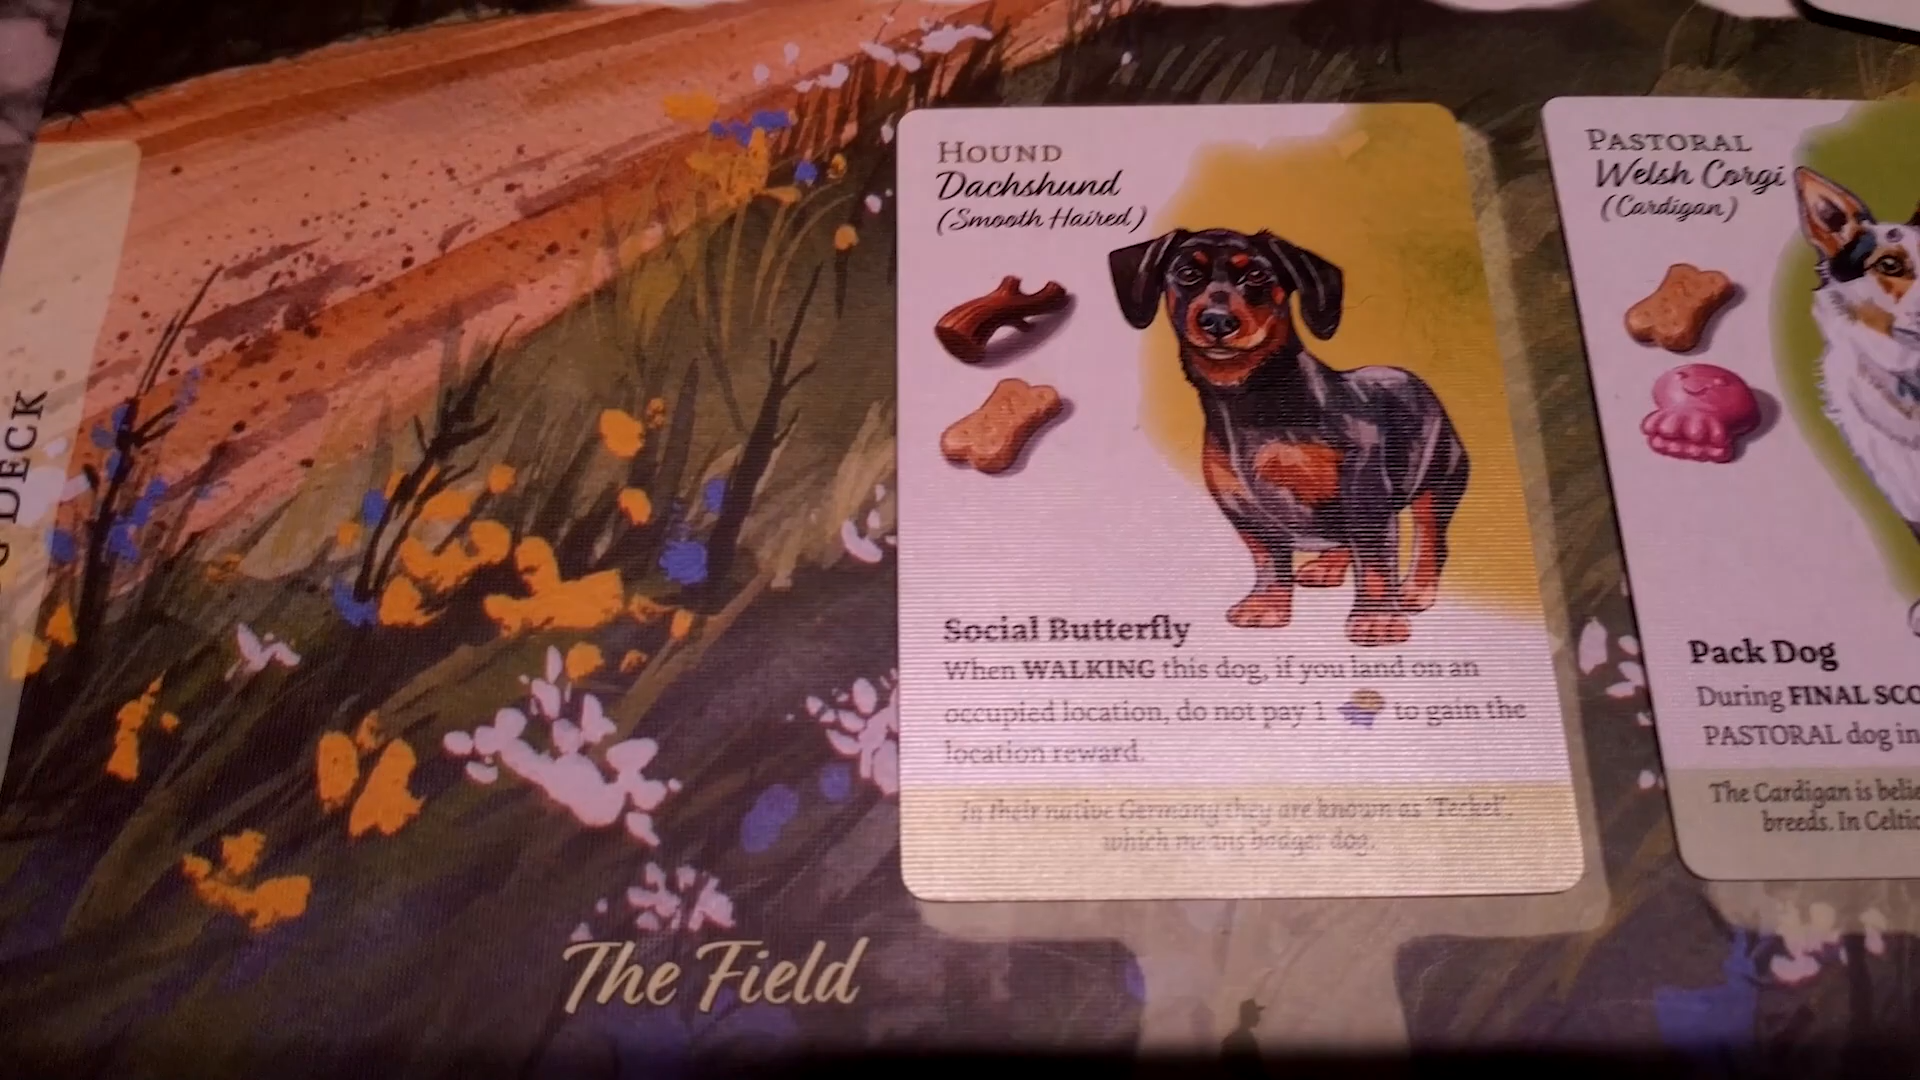 DECK
HOUND
Dachshund
(Smooth Haired)
Social Butterfly
When WALKING this dog, if you land on an
occupied location, do not pay 1 to gain the
location reward.
In their native Germany they are known as 'Teckel',
which means badger dog.
PASTORAL
Welsh Corgi
(Cardigan)
Pack Dog
During FINAL SCO
PASTORAL dog in
The Cardigan is belie
breeds. In Celtic
The Field